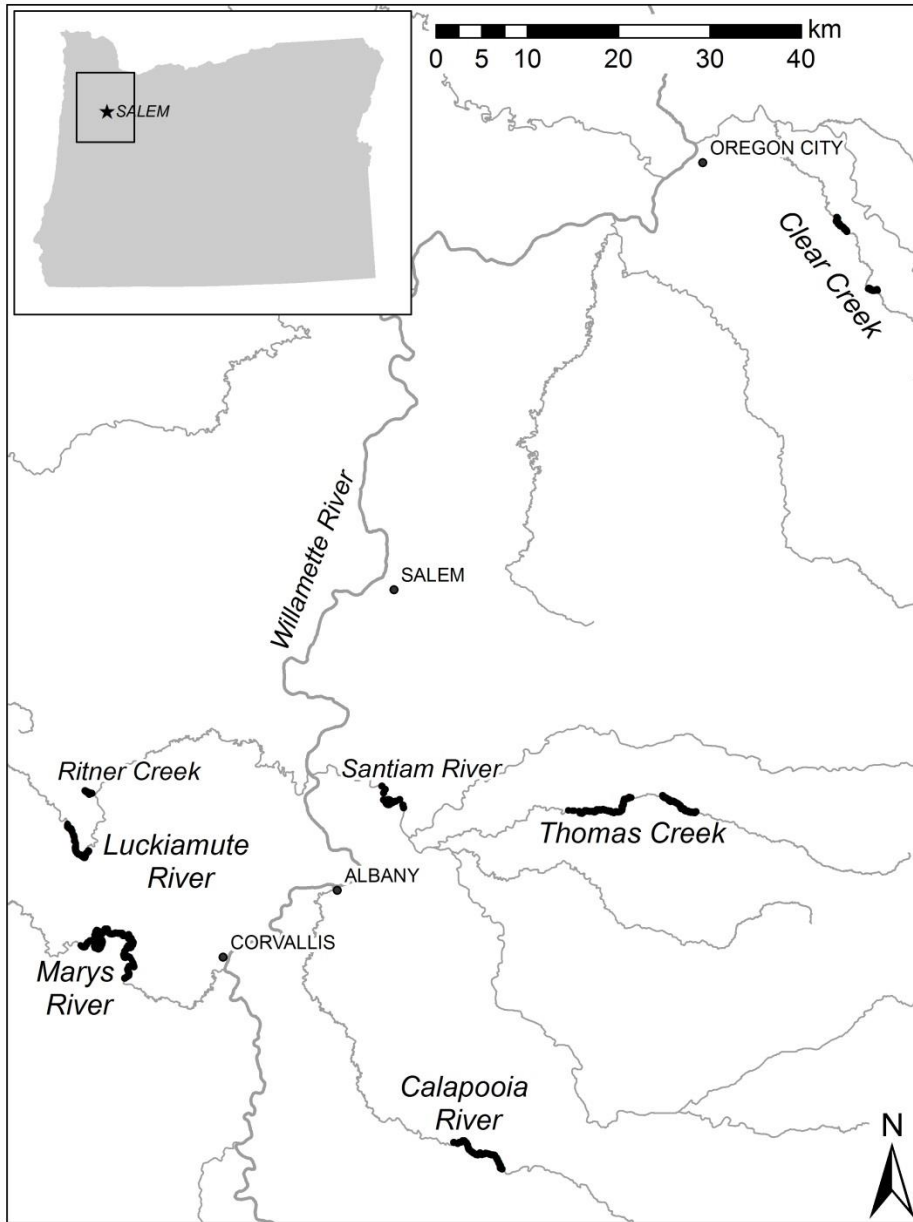 SALEM
km
0 5 10 20 30 40
OREGON CITY
Clear Creek
Willamette River
SALEM
Ritner Creek
Santiam River
Luckiamute
River
Thomas Creek
ALBANY
CORVALLIS
Marys
River
Calapooia
River
N